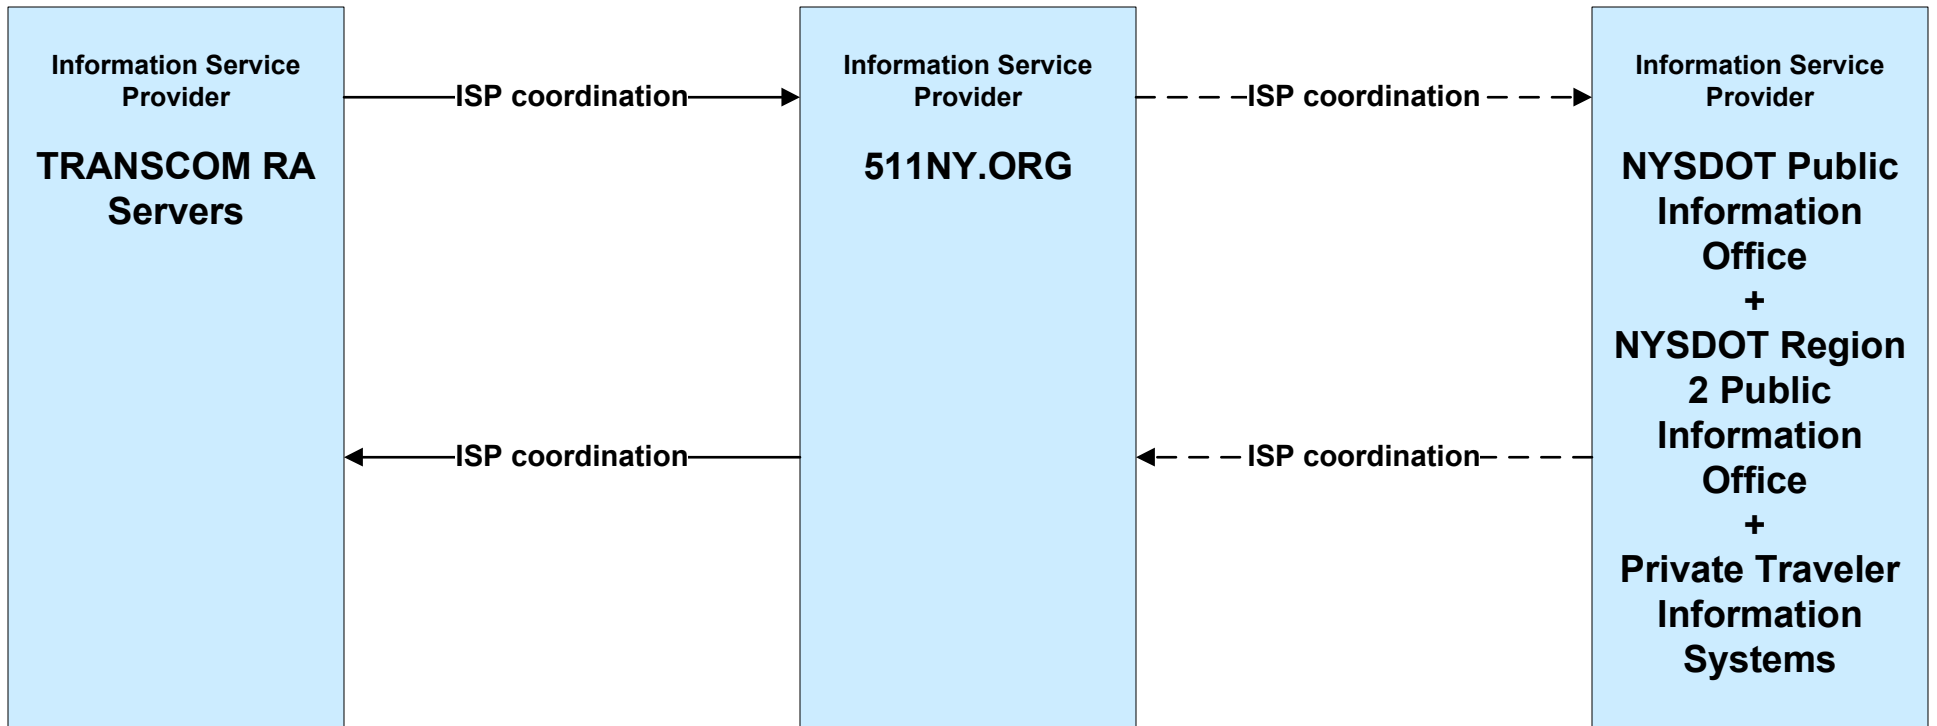 Information Service
Provider
TRANSCOM RA
Servers
ISP coordination
ISP coordination
Information Service
Provider
511NY.ORG
ISP coordination
ISP coordination
Information Service
Provider
NYSDOT Public
Information
Office
+
NYSDOT Region
2 Public
Information
Office
+
Private Traveler
Information
Systems